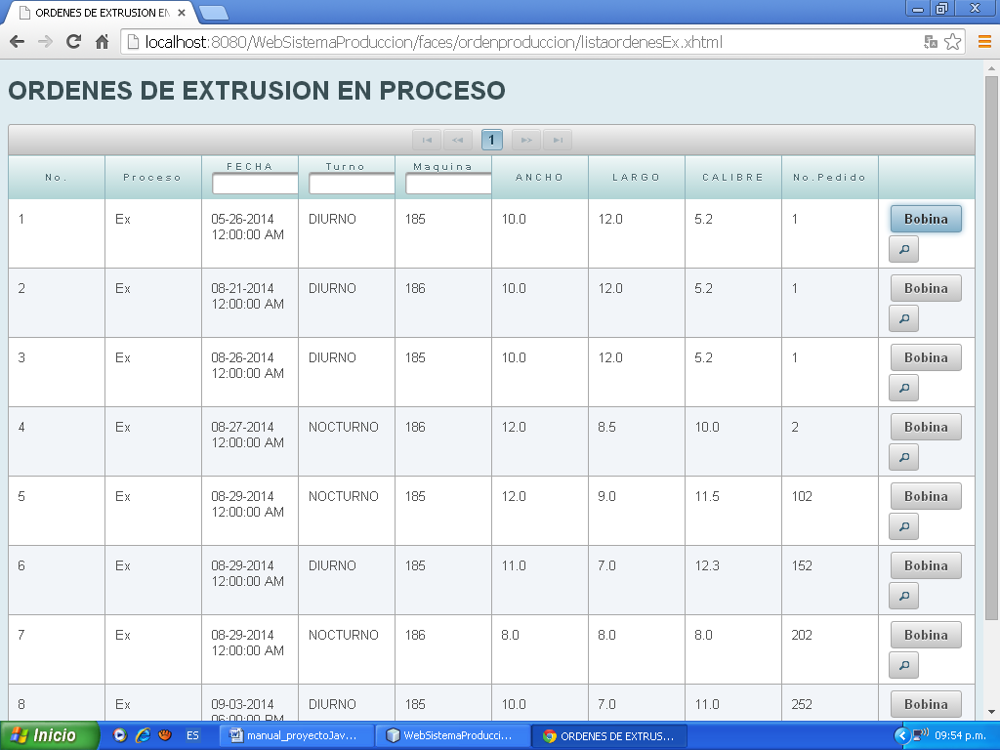 ORDENES DE EXTRUSION EN
localhost:8080/WebSistemaProduccion/faces/ordenproduccion/listaordenesEx.xhtml
ORDENES DE EXTRUSION EN PROCESO
1
No. Proceso FECHA Turno Maquina ANCHO LARGO CALIBRE No.Pedido
1 Ex 05-26-2014 DIURNO 185 10.0 12.0 5.2 1 Bobina
12:00:00 AM
2 Ex 08-21-2014 DIURNO 186 10.0 12.0 5.2 1 Bobina
12:00:00 AM
3 Ex 08-26-2014 DIURNO 185 10.0 12.0 5.2 1 Bobina
12:00:00 AM
4 Ex 08-27-2014 NOCTURNO 186 12.0 8.5 10.0 2 Bobina
12:00:00 AM
5 Ex 08-29-2014 NOCTURNO 185 12.0 9.0 11.5 102 Bobina
12:00:00 AM
6 Ex 08-29-2014 DIURNO 185 11.0 7.0 12.3 152 Bobina
12:00:00 AM
7 Ex 08-29-2014 NOCTURNO 186 8.0 8.0 8.0 202 Bobina
12:00:00 AM
8 Ex 09-03-2014 DIURNO 185 10.0 7.0 11.0 252 Bobina
06:00:00 PM
Inicio ES manual_proyectoJav... WebSistemaProducci... ORDENES DE EXTRUS... 09:54 p.m.